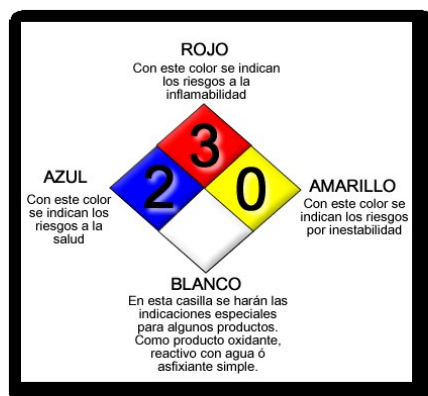 ROJO
Con este color se indican
los riesgos a la
inflamabilidad
3
AZUL
Con este color
se indican los
riesgos a la
salud
2
0
AMARILLO
Con este color se
indican los riesgos
por inestabilidad
BLANCO
En esta casilla se harán las
indicaciones especiales
para algunos productos.
Como producto oxidante,
reactivo con agua ó
asfixiante simple.